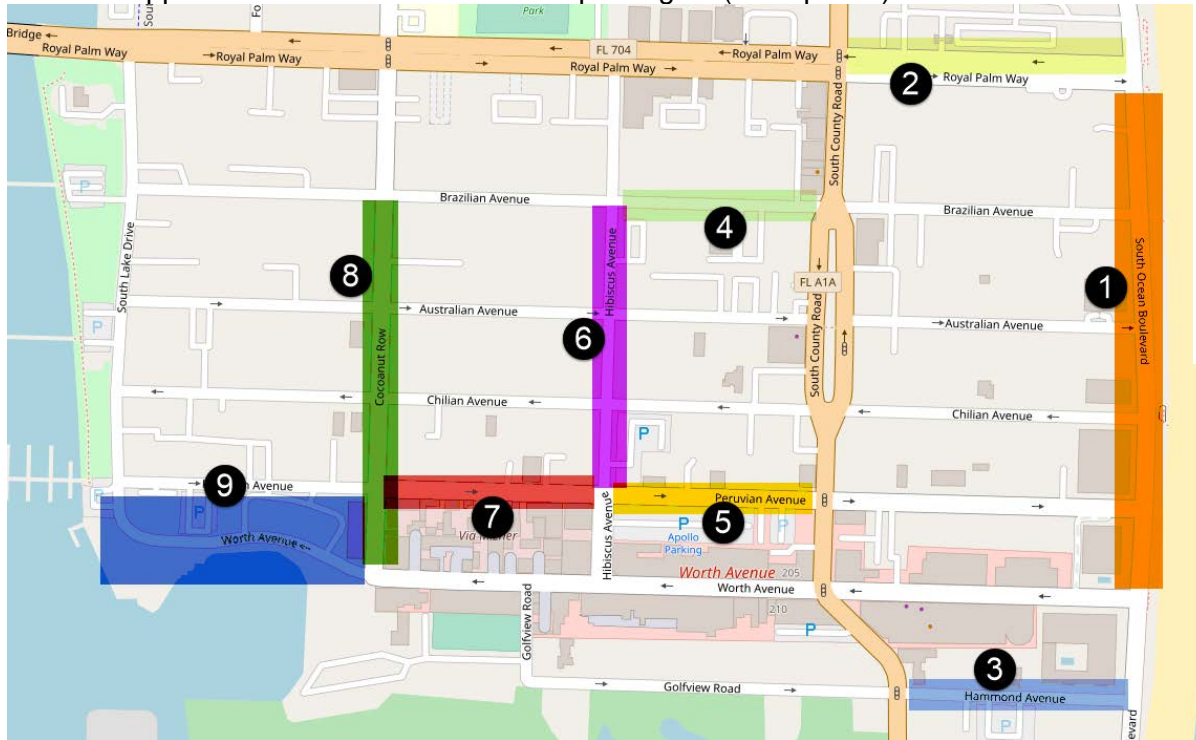 Park
Bridge ←
Royal Palm Way
Royal Palm Way
FL 704
Royal Palm Way
Royal Palm Way
Royal Palm Way
2
South County Road
South Ocean Boulevard
1
P
Brazilian Avenue
4
Brazilian Avenue
South Lake Drive
8
Hibiscus Avenue
FL A1A
P
Australian Avenue
6
Australian Avenue
South County Road
Cocoanut Row
Chilian Avenue
Chilian Avenue
P
9
Avenue
P
P
Worth Avenue
7
Peruvian Avenue
P
5
P
Apollo
Parking
Hibiscus Avenue
Worth Avenue 205
Worth Avenue
210
P
Golfview Road
3
Golfview Road
Hammond Avenue
P